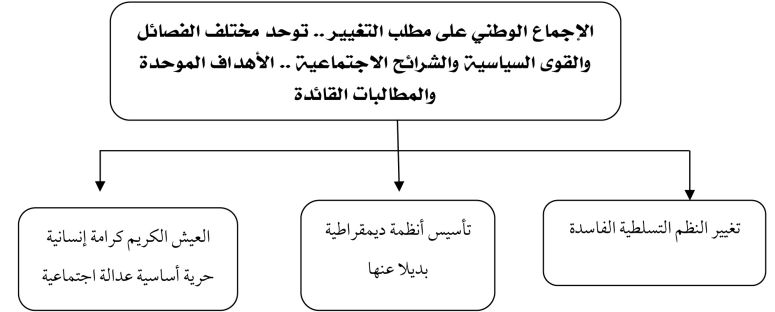 الإجماع الوطني على مطلب التغيير .. توحد مختلف الفصائل
والقوى السياسية والشرائح الاجتماعية .. الأهداف الموحدة
والمطالبات القائدة
تغيير النظم التسلطية الفاسدة
تأسيس أنظمة ديمقراطية
بديلا عنها
العيش الكريم كرامة إنسانية
حرية أساسية عدالة اجتماعية